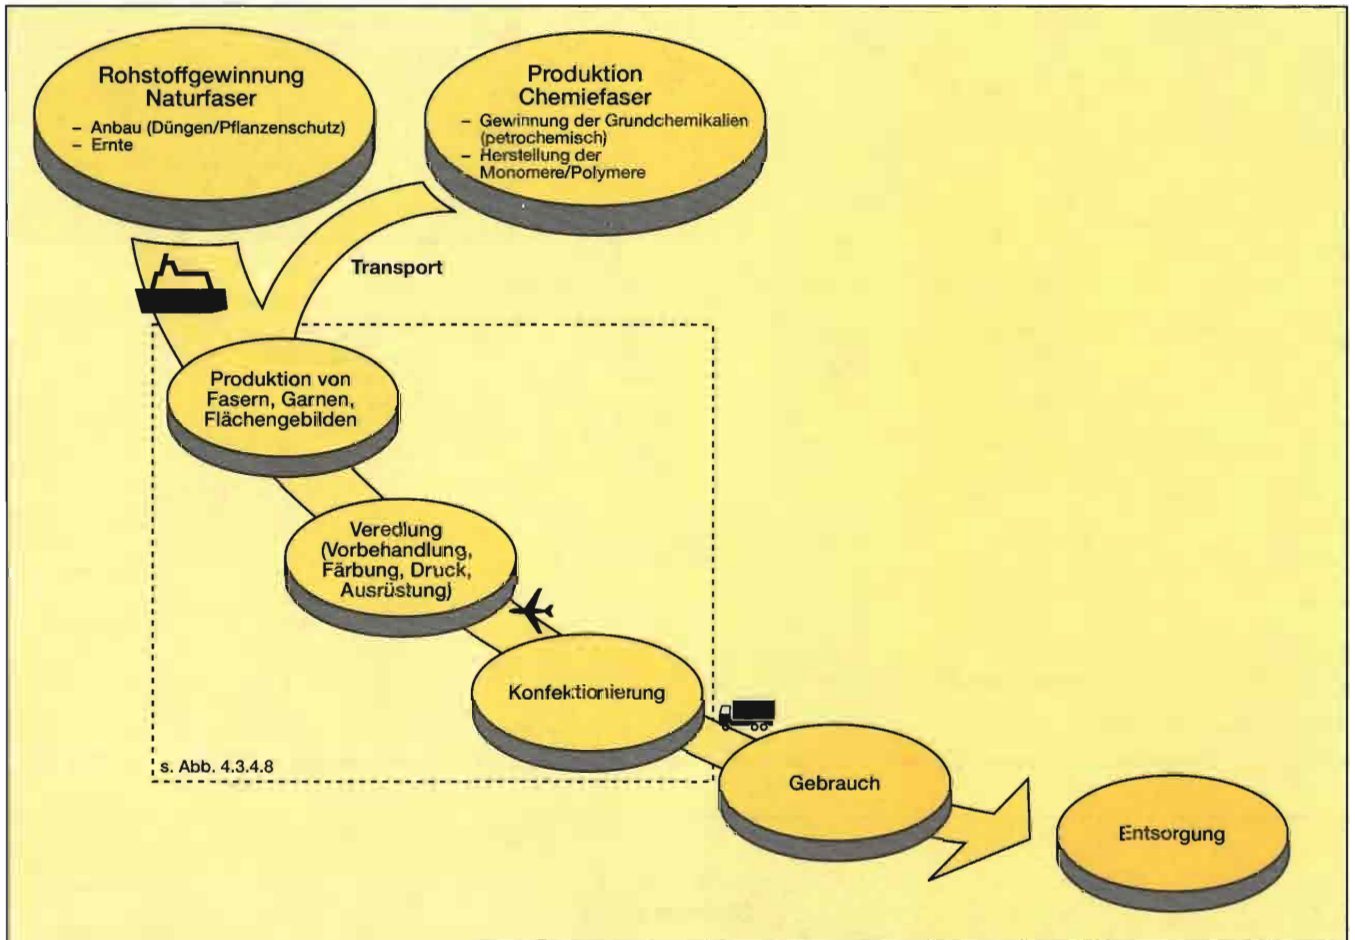 Rohstoffgewinnung
Naturfaser
– Anbau (Düngen/Pflanzenschutz)
– Ernte
Produktion
Chemiefaser
– Gewinnung der Grundchemikalien
(petrochemisch)
– Herstellung der
Monomere/Polymere
Transport
Produktion von
Fasern, Garnen,
Flächengebilden
Veredlung
(Vorbehandlung,
Färbung, Druck,
Ausrüstung)
Konfektionierung
s. Abb. 4.3.4.8
Gebrauch
Entsorgung